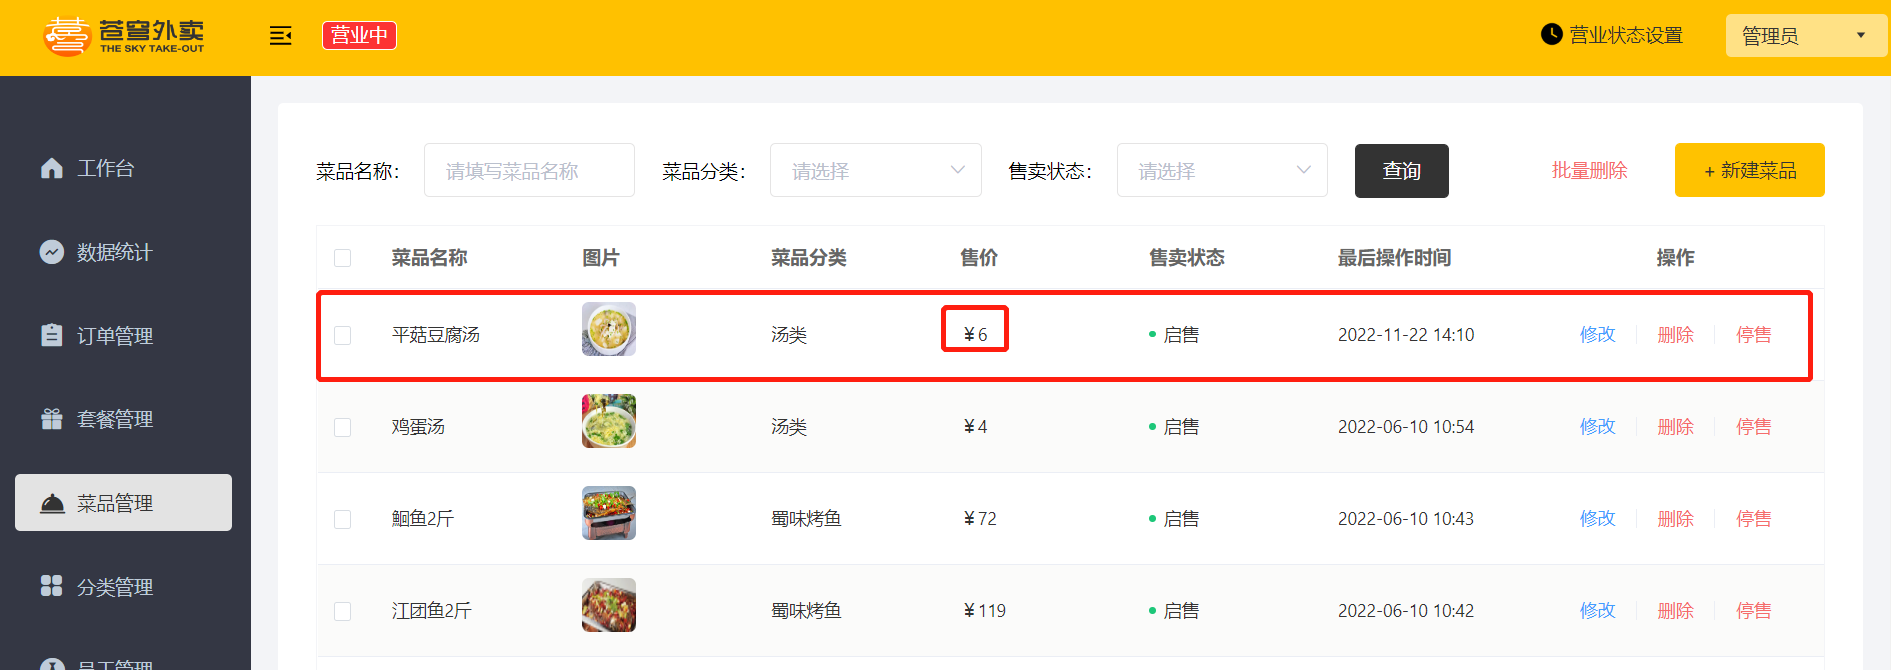 苍穹外卖
THE SKY TAKE-OUT
营业中
营业状态设置
管理员
工作台
数据统计
订单管理
套餐管理
菜品管理
分类管理
员工管理
菜品名称： 请填写菜品名称 菜品分类： 请选择 售卖状态： 请选择 查询 批量删除 + 新建菜品
菜品名称 图片 菜品分类 售价 售卖状态 最后操作时间 操作
平菇豆腐汤 汤类 ￥6 启售 2022-11-22 14:10 修改 删除 停售
鸡蛋汤 汤类 ￥4 启售 2022-06-10 10:54 修改 删除 停售
鮰鱼2斤 蜀味烤鱼 ￥72 启售 2022-06-10 10:43 修改 删除 停售
江团鱼2斤 蜀味烤鱼 ￥119 启售 2022-06-10 10:42 修改 删除 停售